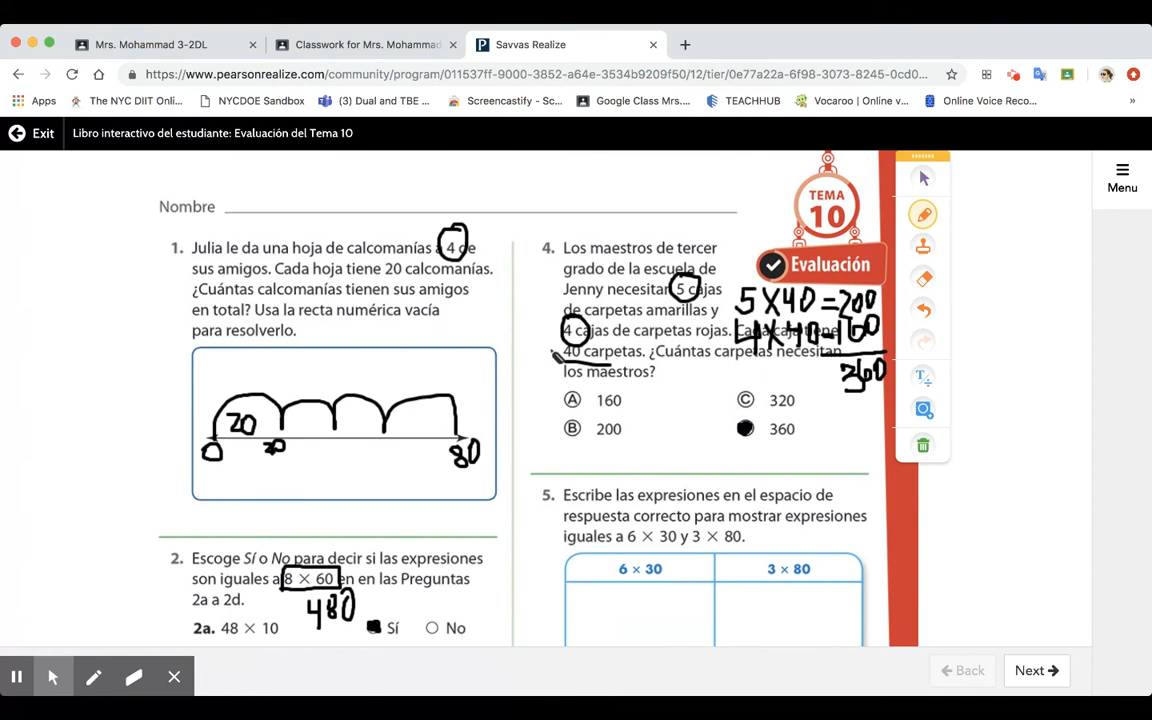 Mrs. Mohammad 3-2DL
Classwork for Mrs. Mohammad
Savvas Realize
https://www.pearsonrealize.com/community/program/011537ff-9000-3852-a64e-3534b9209f50/12/tier/0e77a22a-6f98-3073-8245-0cd0...
Apps
The NYC DIIT Onli...
NYCDOE Sandbox
(3) Dual and TBE ...
Screencastify - Sc...
Google Class Mrs....
TEACHHUB
Vocaroo | Online v...
Online Voice Reco...
»
Exit
Libro interactivo del estudiante: Evaluación del Tema 10
Menu
Nombre
TEMA
10
Evaluación
1. Julia le da una hoja de calcomanías a 4 de
sus amigos. Cada hoja tiene 20 calcomanías.
¿Cuántas calcomanías tienen sus amigos
en total? Usa la recta numérica vacía
para resolverlo.
20
0
20
80
2. Escoge Sí o No para decir si las expresiones
son iguales a 8 × 60 en en las Preguntas
2a a 2d.
480
2a. 48 × 10
Sí
No
4. Los maestros de tercer
grado de la escuela de
Jenny necesitan 5 cajas
de carpetas amarillas y
4 cajas de carpetas rojas. Cada caja tiene
40 carpetas. ¿Cuántas carpetas necesitan
los maestros?
5 X 40 = 200
4 X 40 = 160
360
A 160
C 320
B 200
360
5. Escribe las expresiones en el espacio de
respuesta correcto para mostrar expresiones
iguales a 6 × 30 y 3 × 80.
6 × 30
3 × 80
Back
Next